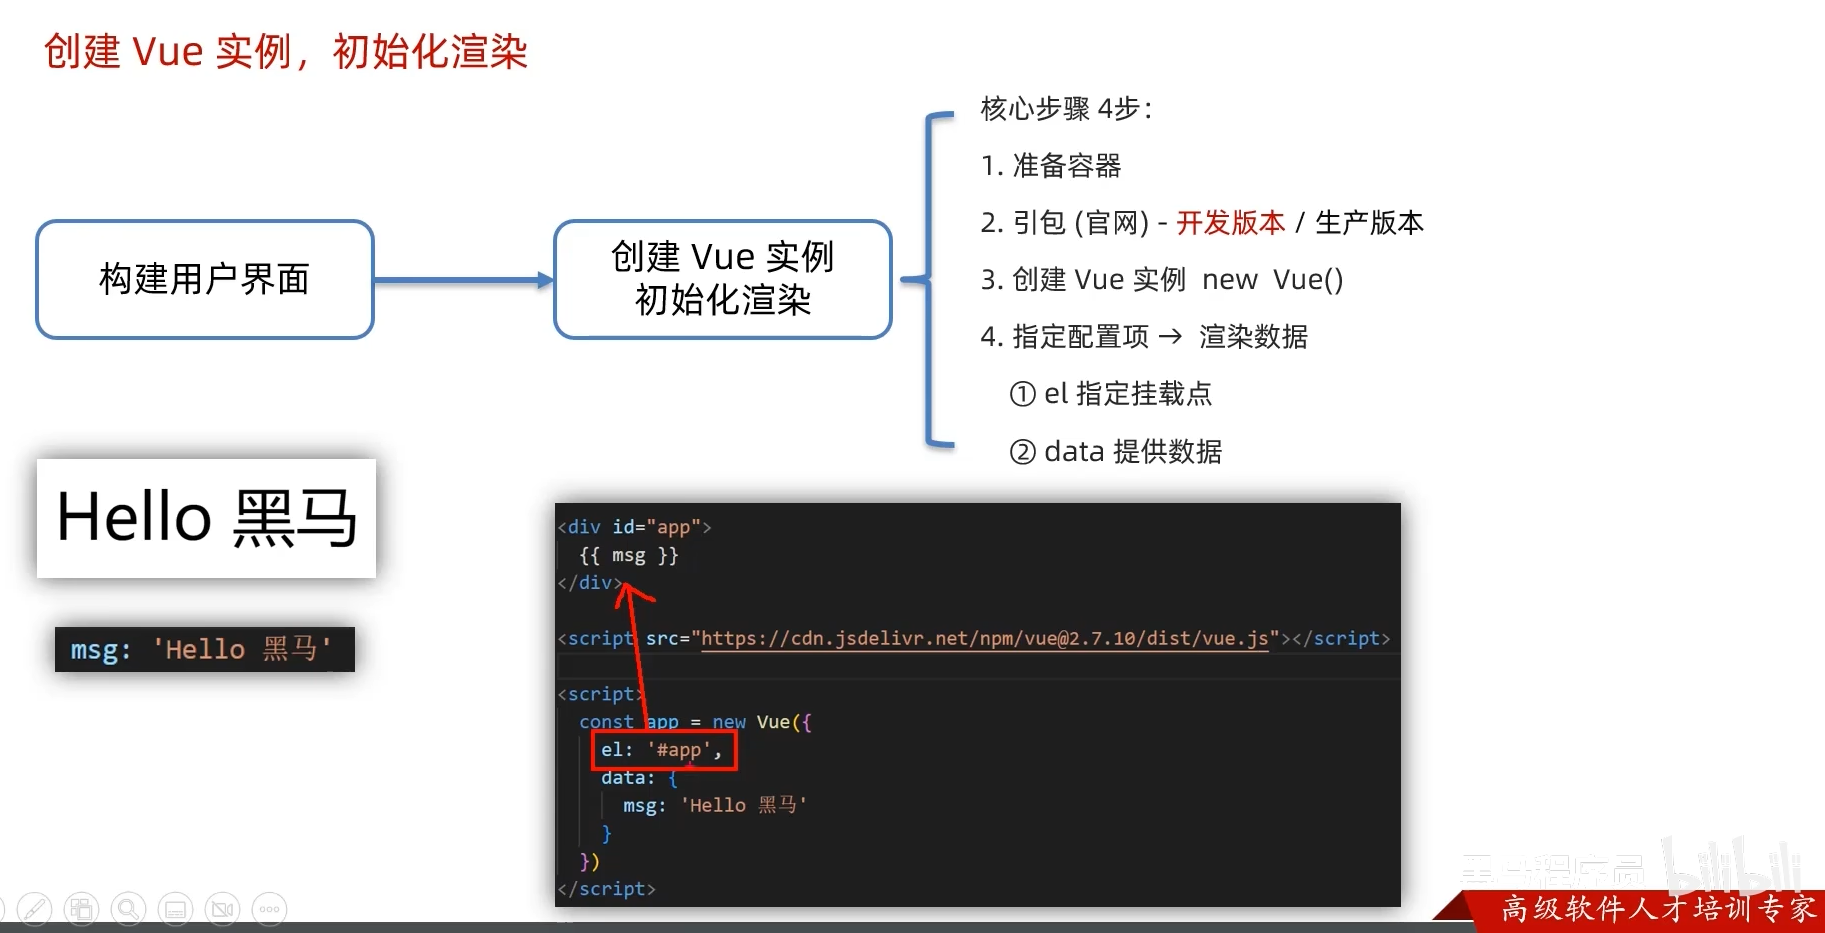 创建 Vue 实例，初始化渲染
构建用户界面
创建 Vue 实例
初始化渲染
核心步骤 4步：
1. 准备容器
2. 引包 (官网) - 开发版本 / 生产版本
3. 创建 Vue 实例 new Vue()
4. 指定配置项 → 渲染数据
① el 指定挂载点
② data 提供数据
Hello 黑马
msg: 'Hello 黑马'
<div id="app">
{{ msg }}
</div>
<script src="https://cdn.jsdelivr.net/npm/vue@2.7.10/dist/vue.js"></script>
<script>
const app = new Vue({
el: '#app',
data: {
msg: 'Hello 黑马'
}
})
</script>
黑马程序员
bilibili
高级软件人才培训专家